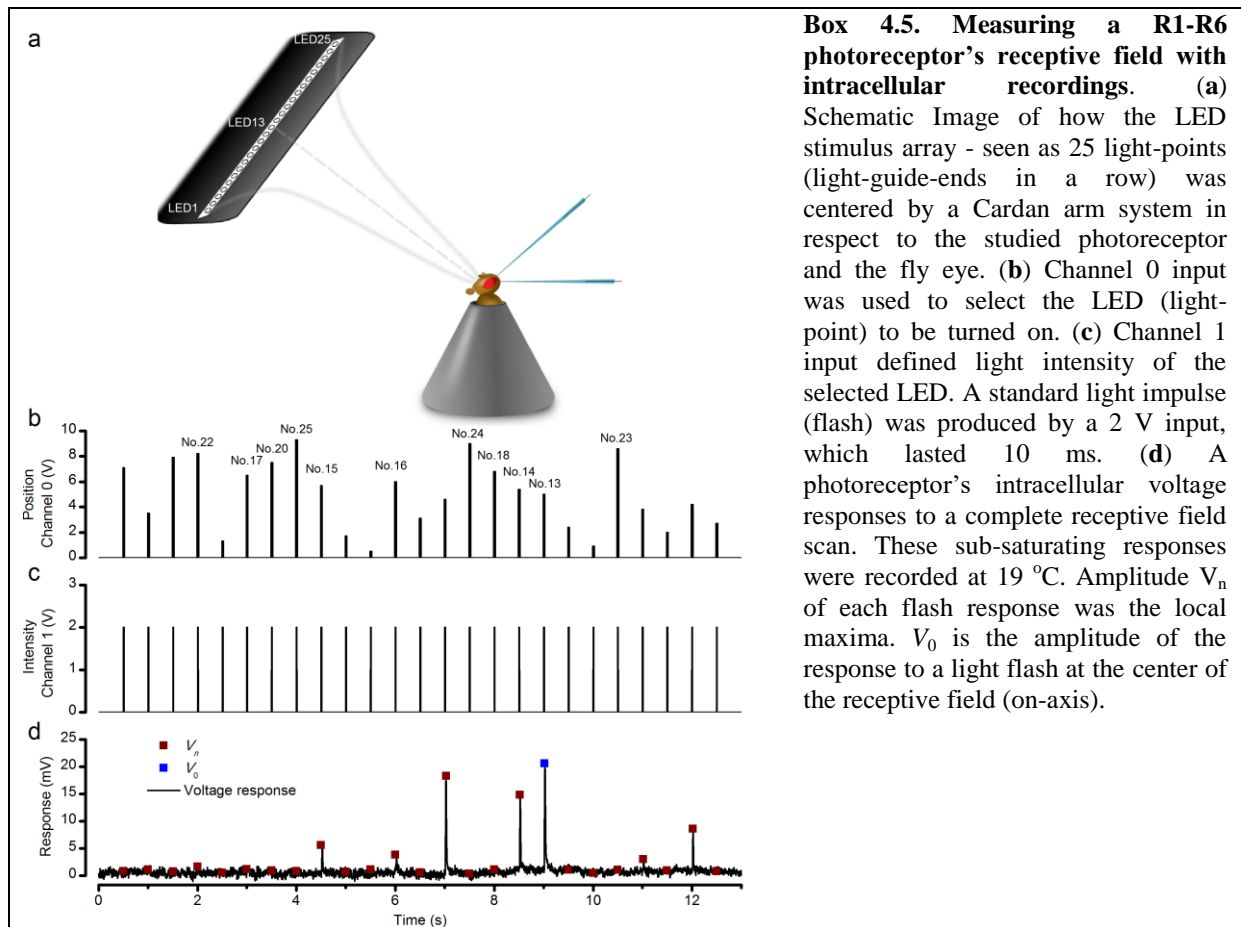 a
LED25
LED13
LED1
Box 4.5. Measuring a R1-R6
photoreceptor's receptive field with
intracellular recordings. (a)
Schematic Image of how the LED
stimulus array - seen as 25 light-points
(light-guide-ends in a row) was
centered by a Cardan arm system in
respect to the studied photoreceptor
and the fly eye. (b) Channel 0 input
was used to select the LED (light-
point) to be turned on. (c) Channel 1
input defined light intensity of the
selected LED. A standard light impulse
(flash) was produced by a 2 V input,
which lasted 10 ms. (d) A
photoreceptor's intracellular voltage
responses to a complete receptive field
scan. These sub-saturating responses
were recorded at 19 °C. Amplitude Vn
of each flash response was the local
maxima. V0 is the amplitude of the
response to a light flash at the center of
the receptive field (on-axis).
b
Position
Channel 0 (V)
10
8
6
4
2
0
No.22
No.17
No.20
No.25
No.15
No.16
No.24
No.18
No.14
No.13
No.23
c
Intensity
Channel 1 (V)
3
2
1
0
d
Response (mV)
25
20
15
10
5
0
Vn
V0
Voltage response
0 2 4 6 8 10 12
Time (s)